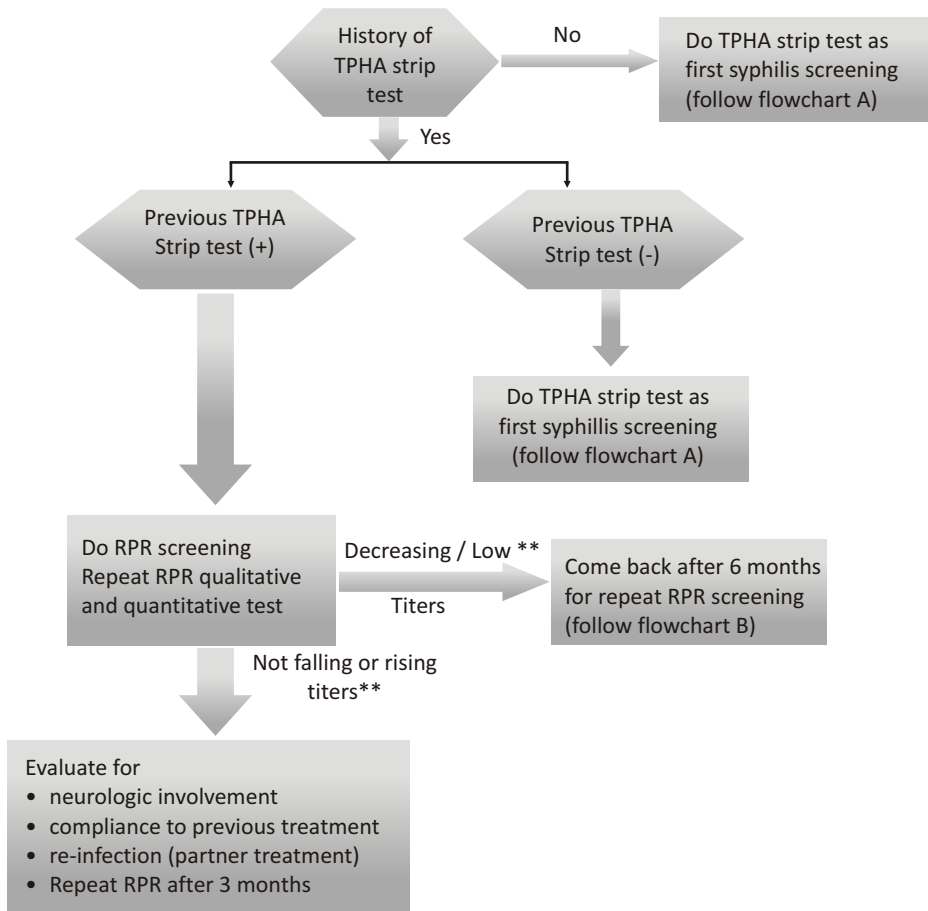 History of
TPHA strip
test
No
Do TPHA strip test as
first syphilis screening
(follow flowchart A)
Yes
Previous TPHA
Strip test (+)
Previous TPHA
Strip test (-)
Do TPHA strip test as
first syphillis screening
(follow flowchart A)
Do RPR screening
Repeat RPR qualitative
and quantitative test
Decreasing / Low **
Titers
Come back after 6 months
for repeat RPR screening
(follow flowchart B)
Not falling or rising
titers**
Evaluate for
• neurologic involvement
• compliance to previous treatment
• re-infection (partner treatment)
• Repeat RPR after 3 months